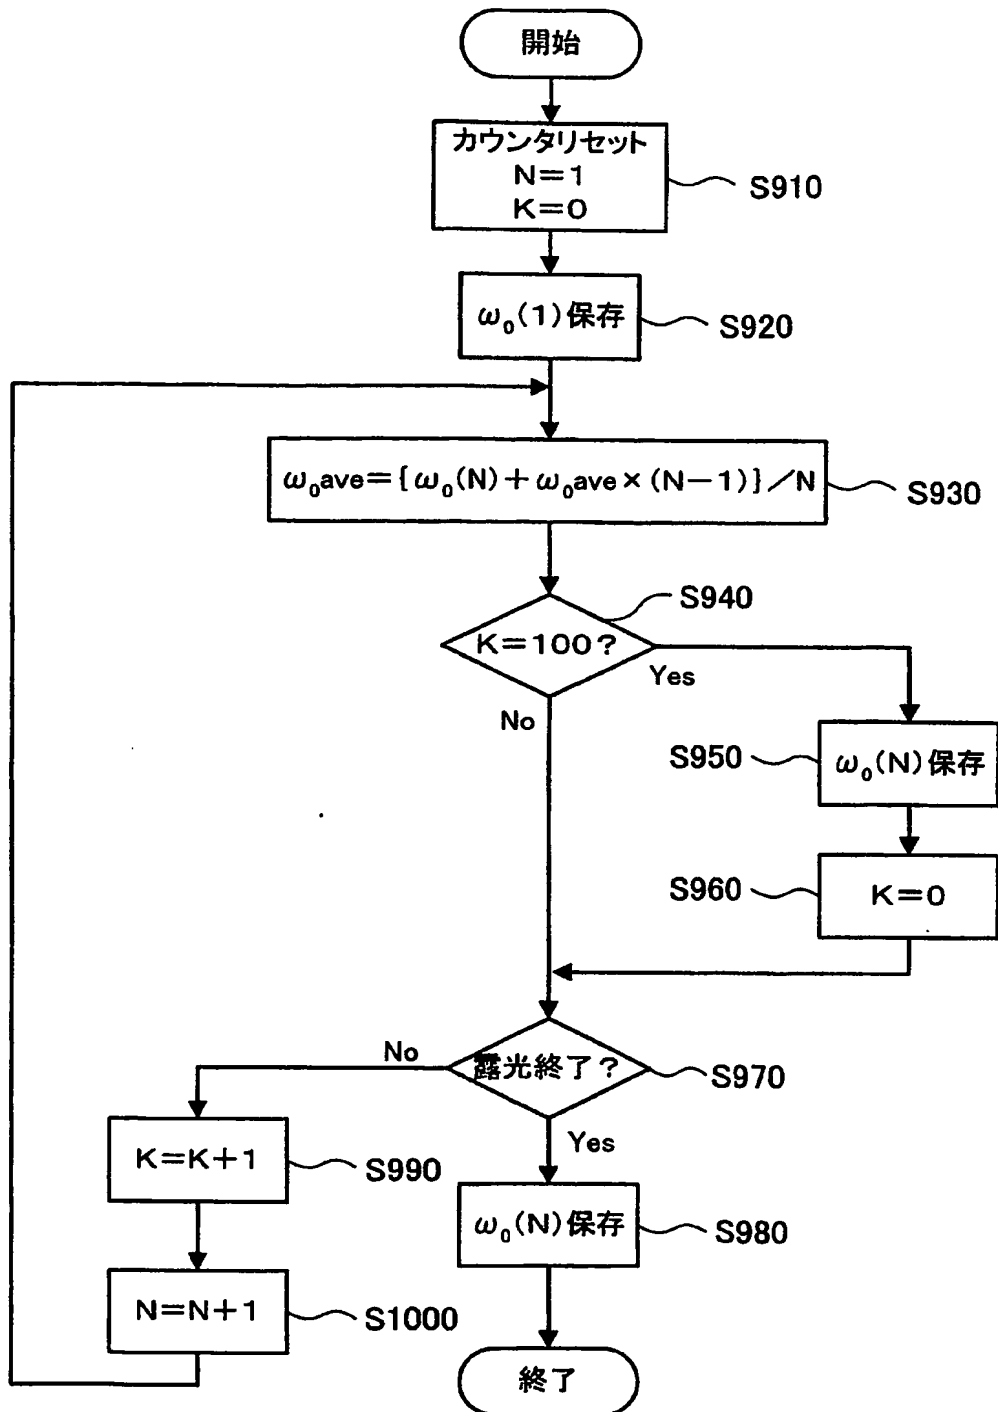 開始
カウンタリセット
N=1
K=0
S910
ω₀(1)保存
S920
ω₀ave={ω₀(N)+ω₀ave×(N-1)}/N
S930
S940
K=100?
Yes
No
S950
ω₀(N)保存
S960
K=0
No
露光終了?
S970
Yes
K=K+1
S990
ω₀(N)保存
S980
N=N+1
S1000
終了